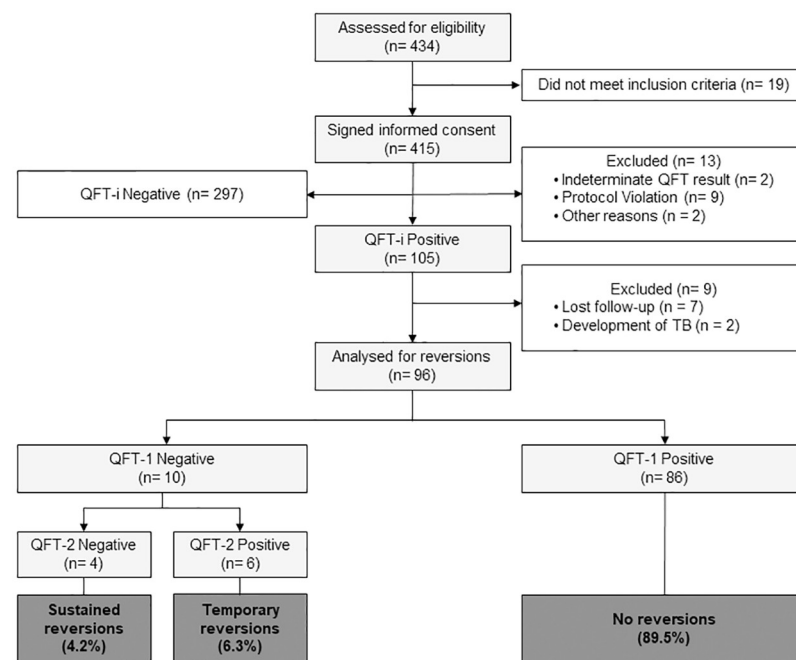 Assessed for eligibility
(n= 434)
Did not meet inclusion criteria (n= 19)
Signed informed consent
(n= 415)
Excluded (n= 13)
• Indeterminate QFT result (n= 2)
• Protocol Violation (n= 9)
• Other reasons (n = 2)
QFT-i Negative (n= 297)
QFT-i Positive
(n= 105)
Excluded (n= 9)
• Lost follow-up (n= 7)
• Development of TB (n = 2)
Analysed for reversions
(n= 96)
QFT-1 Negative
(n= 10)
QFT-1 Positive
(n= 86)
QFT-2 Negative
(n= 4)
QFT-2 Positive
(n= 6)
Sustained
reversions
(4.2%)
Temporary
reversions
(6.3%)
No reversions
(89.5%)